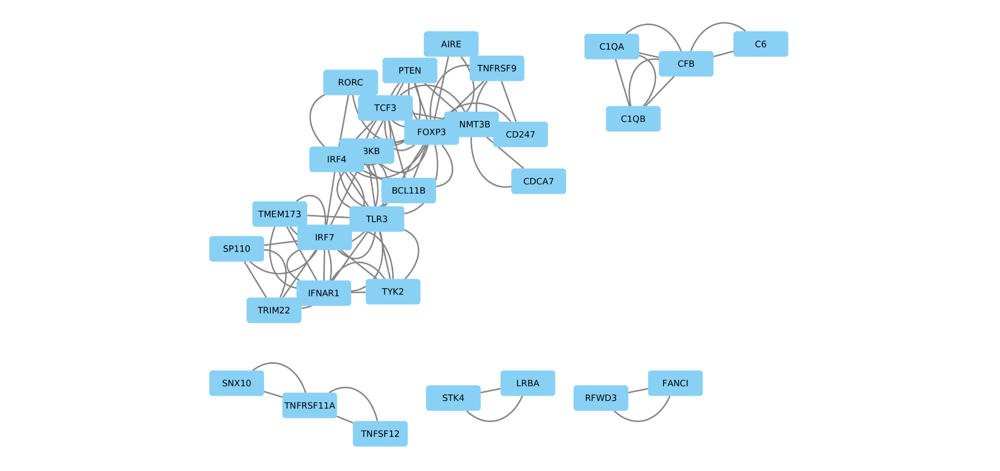 AIRE
C1QA
C6
CFB
TNFRSF9
PTEN
RORC
TCF3
C1QB
NMT3B
FOXP3
CD247
3KB
IRF4
CDCA7
BCL11B
TMEM173
TLR3
IRF7
SP110
IFNAR1
TYK2
TRIM22
SNX10
LRBA
FANCI
STK4
RFWD3
TNFRSF11A
TNFSF12